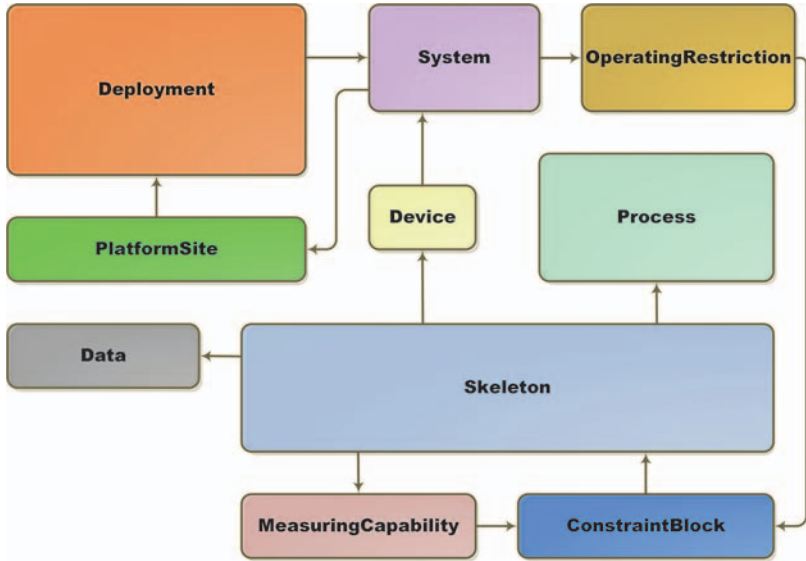 Deployment
System
OperatingRestriction
Device
Process
PlatformSite
Data
Skeleton
MeasuringCapability
ConstraintBlock